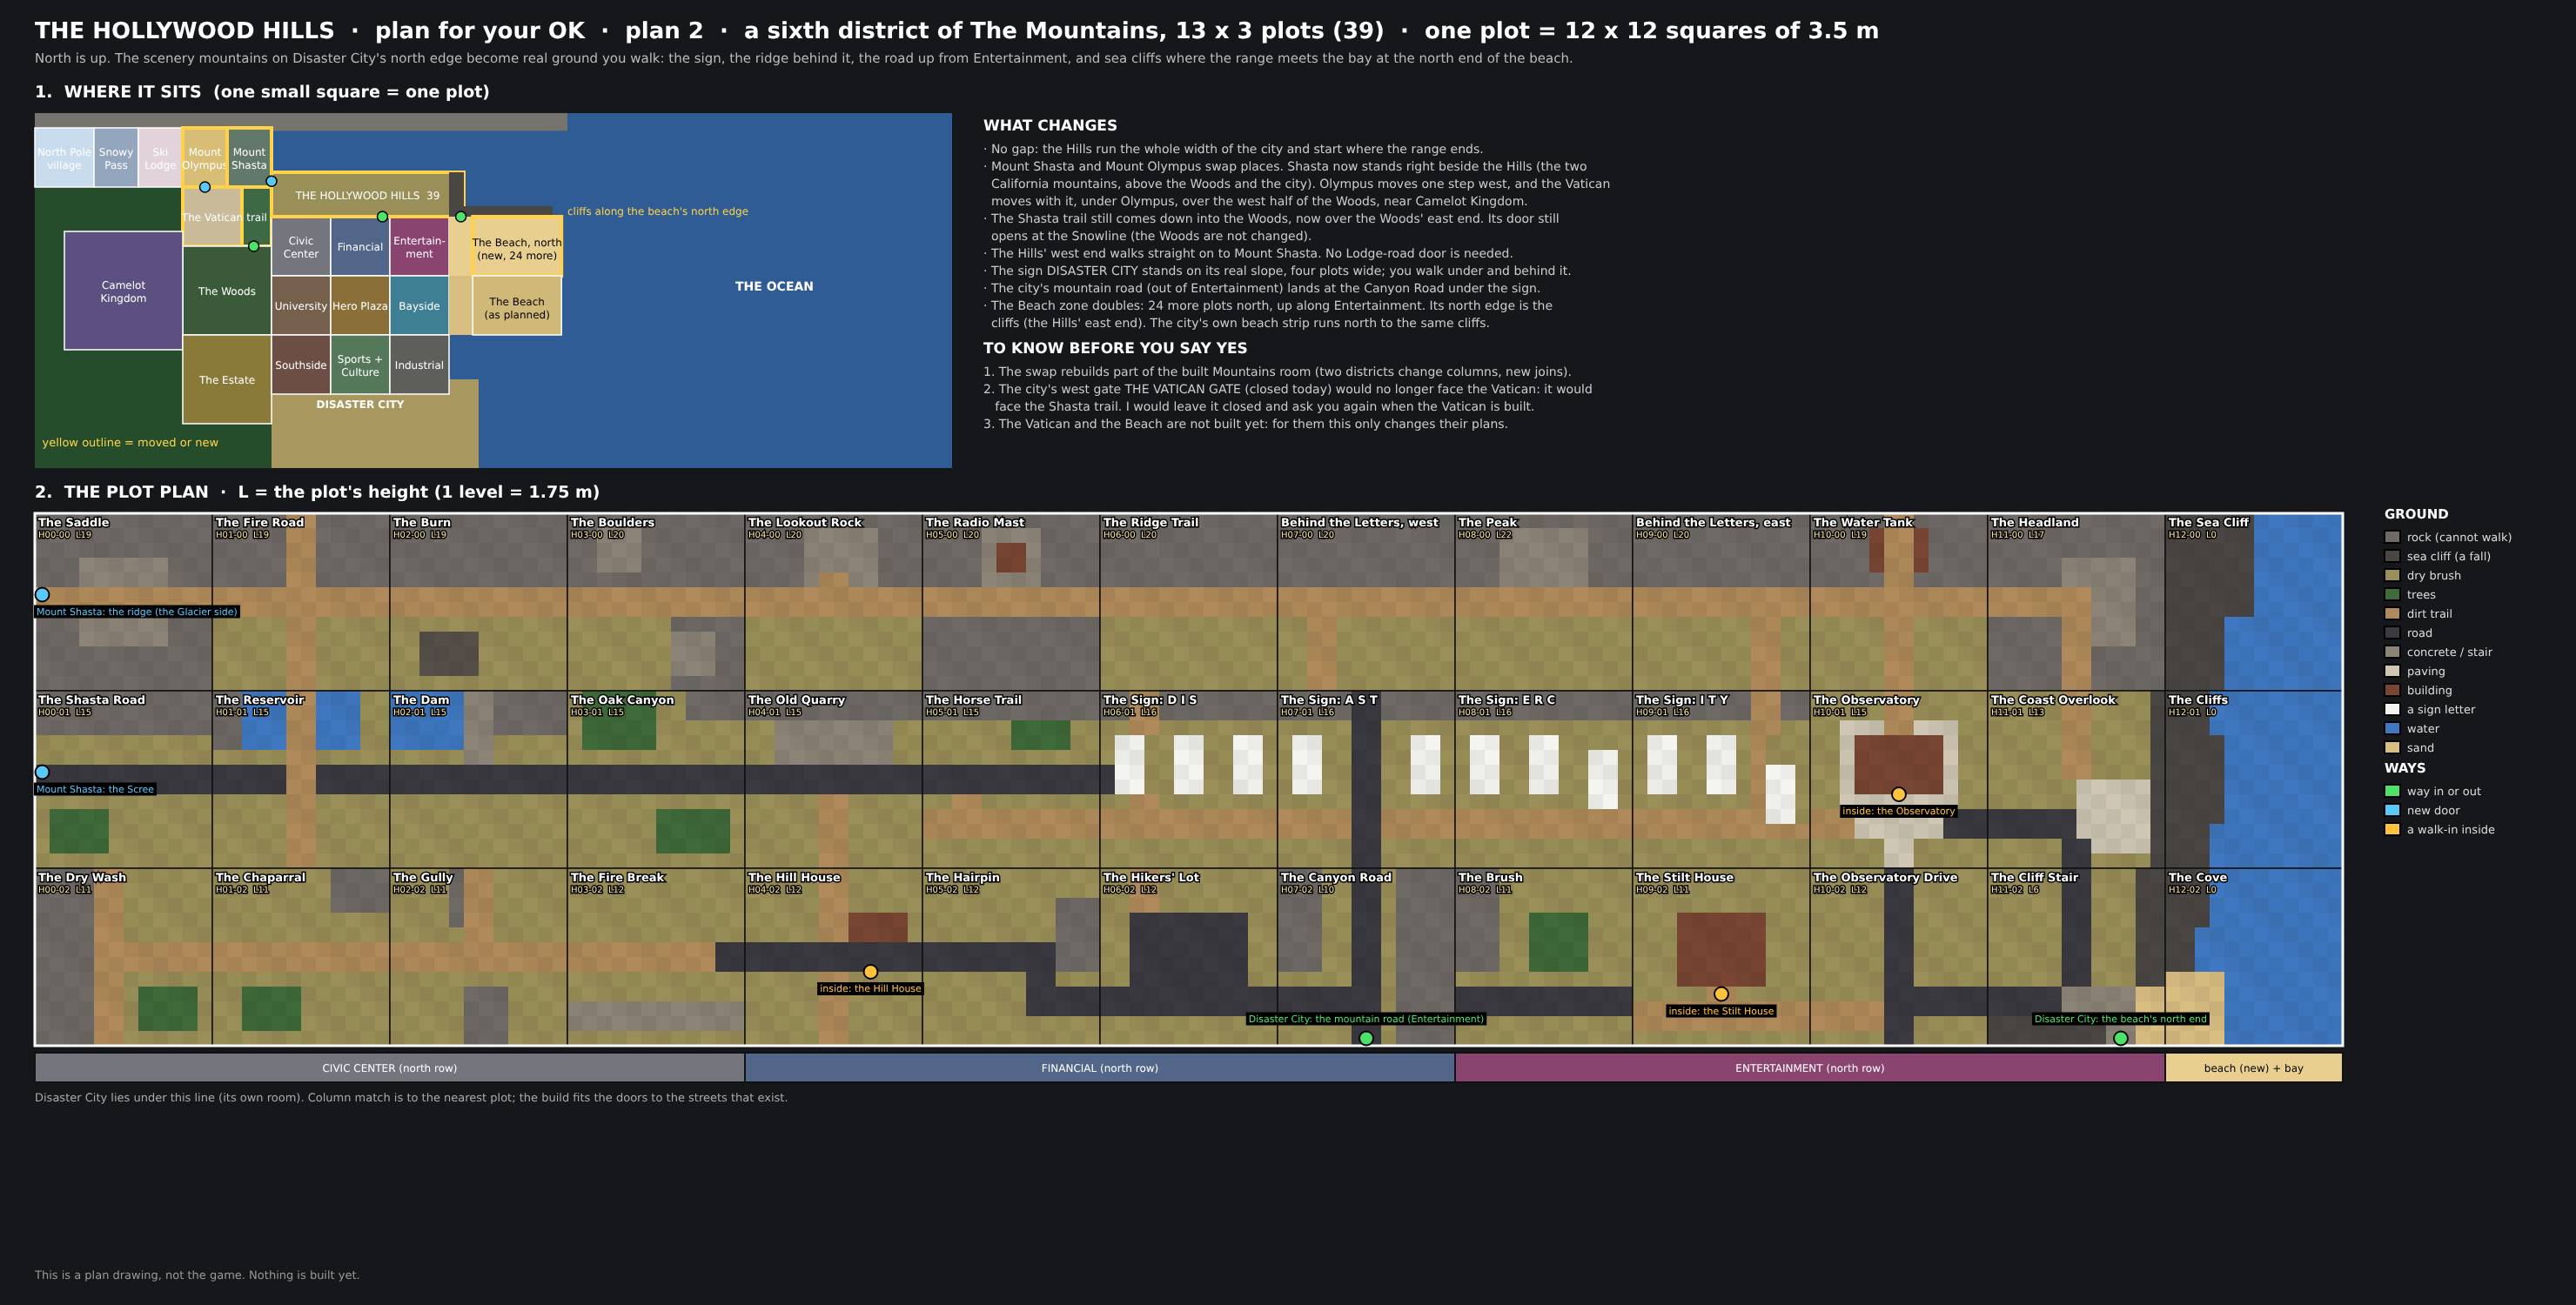 THE HOLLYWOOD HILLS · plan for your OK · plan 2 · a sixth district of The Mountains, 13 x 3 plots (39) · one plot = 12 x 12 squares of 3.5 m
North is up. The scenery mountains on Disaster City's north edge become real ground you walk: the sign, the ridge behind it, the road up from Entertainment, and sea cliffs where the range meets the bay at the north end of the beach.
1. WHERE IT SITS (one small square = one plot)
North Pole
village
Snowy
Pass
Ski
Lodge
Mount
Olympus
Mount
Shasta
THE HOLLYWOOD HILLS 39
cliffs along the beach's north edge
The Vatican
trail
Civic
Center
Financial
Entertain-
ment
The Beach, north
(new, 24 more)
Camelot
Kingdom
The Woods
University
Hero Plaza
Bayside
The Beach
(as planned)
THE OCEAN
The Estate
Southside
Sports +
Culture
Industrial
DISASTER CITY
yellow outline = moved or new
WHAT CHANGES
· No gap: the Hills run the whole width of the city and start where the range ends.
· Mount Shasta and Mount Olympus swap places. Shasta now stands right beside the Hills (the two
California mountains, above the Woods and the city). Olympus moves one step west, and the Vatican
moves with it, under Olympus, over the west half of the Woods, near Camelot Kingdom.
· The Shasta trail still comes down into the Woods, now over the Woods' east end. Its door still
opens at the Snowline (the Woods are not changed).
· The Hills' west end walks straight on to Mount Shasta. No Lodge-road door is needed.
· The sign DISASTER CITY stands on its real slope, four plots wide; you walk under and behind it.
· The city's mountain road (out of Entertainment) lands at the Canyon Road under the sign.
· The Beach zone doubles: 24 more plots north, up along Entertainment. Its north edge is the
cliffs (the Hills' east end). The city's own beach strip runs north to the same cliffs.
TO KNOW BEFORE YOU SAY YES
1. The swap rebuilds part of the built Mountains room (two districts change columns, new joins).
2. The city's west gate THE VATICAN GATE (closed today) would no longer face the Vatican: it would
face the Shasta trail. I would leave it closed and ask you again when the Vatican is built.
3. The Vatican and the Beach are not built yet: for them this only changes their plans.
2. THE PLOT PLAN · L = the plot's height (1 level = 1.75 m)
The Saddle
H00-00 L19
The Fire Road
H01-00 L19
The Burn
H02-00 L19
The Boulders
H03-00 L20
The Lookout Rock
H04-00 L20
The Radio Mast
H05-00 L20
The Ridge Trail
H06-00 L20
Behind the Letters, west
H07-00 L20
The Peak
H08-00 L22
Behind the Letters, east
H09-00 L20
The Water Tank
H10-00 L19
The Headland
H11-00 L17
The Sea Cliff
H12-00 L0
Mount Shasta: the ridge (the Glacier side)
The Shasta Road
H00-01 L15
The Reservoir
H01-01 L15
The Dam
H02-01 L15
The Oak Canyon
H03-01 L15
The Old Quarry
H04-01 L15
The Horse Trail
H05-01 L15
The Sign: D I S
H06-01 L16
The Sign: A S T
H07-01 L16
The Sign: E R C
H08-01 L16
The Sign: I T Y
H09-01 L16
The Observatory
H10-01 L15
The Coast Overlook
H11-01 L13
The Cliffs
H12-01 L0
Mount Shasta: the Scree
inside: the Observatory
The Dry Wash
H00-02 L11
The Chaparral
H01-02 L11
The Gully
H02-02 L11
The Fire Break
H03-02 L12
The Hill House
H04-02 L12
The Hairpin
H05-02 L12
The Hikers' Lot
H06-02 L12
The Canyon Road
H07-02 L10
The Brush
H08-02 L11
The Stilt House
H09-02 L11
The Observatory Drive
H10-02 L12
The Cliff Stair
H11-02 L6
The Cove
H12-02 L0
inside: the Hill House
inside: the Stilt House
Disaster City: the mountain road (Entertainment)
Disaster City: the beach's north end
CIVIC CENTER (north row)
FINANCIAL (north row)
ENTERTAINMENT (north row)
beach (new) + bay
Disaster City lies under this line (its own room). Column match is to the nearest plot; the build fits the doors to the streets that exist.
GROUND
rock (cannot walk)
sea cliff (a fall)
dry brush
trees
dirt trail
road
concrete / stair
paving
building
a sign letter
water
sand
WAYS
way in or out
new door
a walk-in inside
This is a plan drawing, not the game. Nothing is built yet.